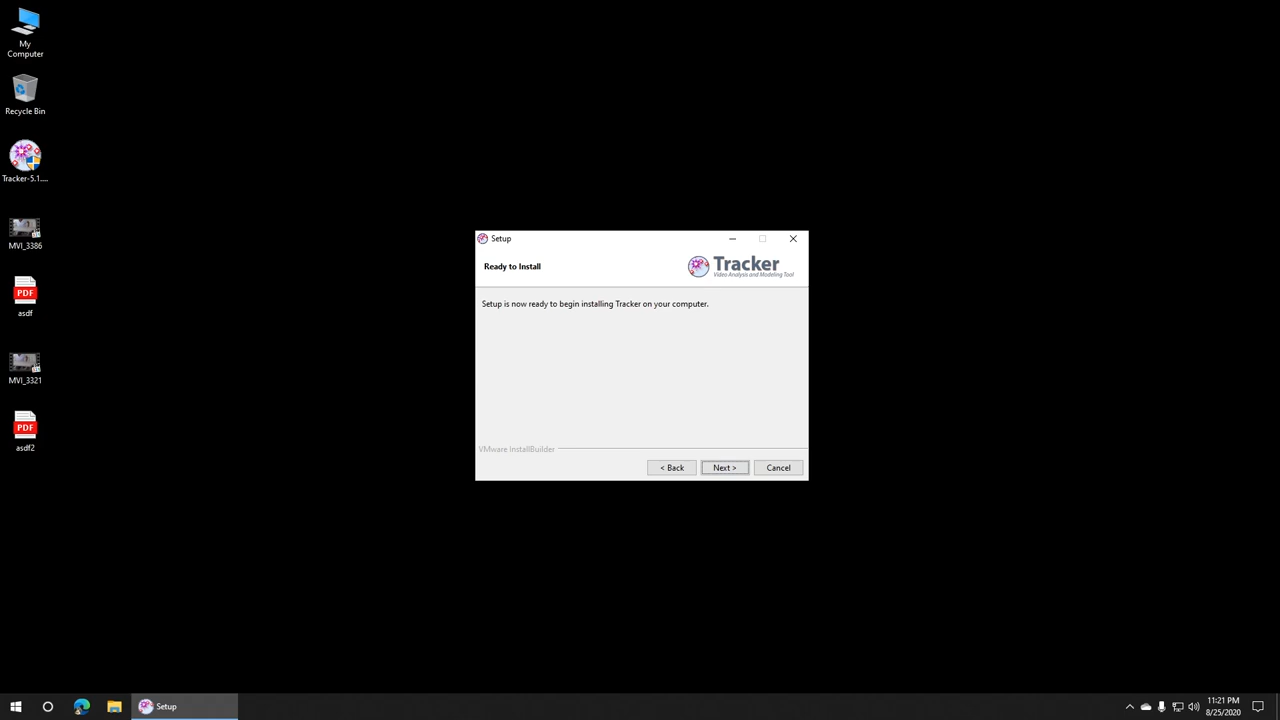 My
Computer
Recycle Bin
Tracker-5.1....
MVI_3386
asdf
MVI_3321
asdf2
Setup
Ready to Install
Tracker
Video Analysis and Modeling Tool
Setup is now ready to begin installing Tracker on your computer.
VMware InstallBuilder
< Back
Next >
Cancel
Setup
11:21 PM
8/25/2020
PDF
PDF